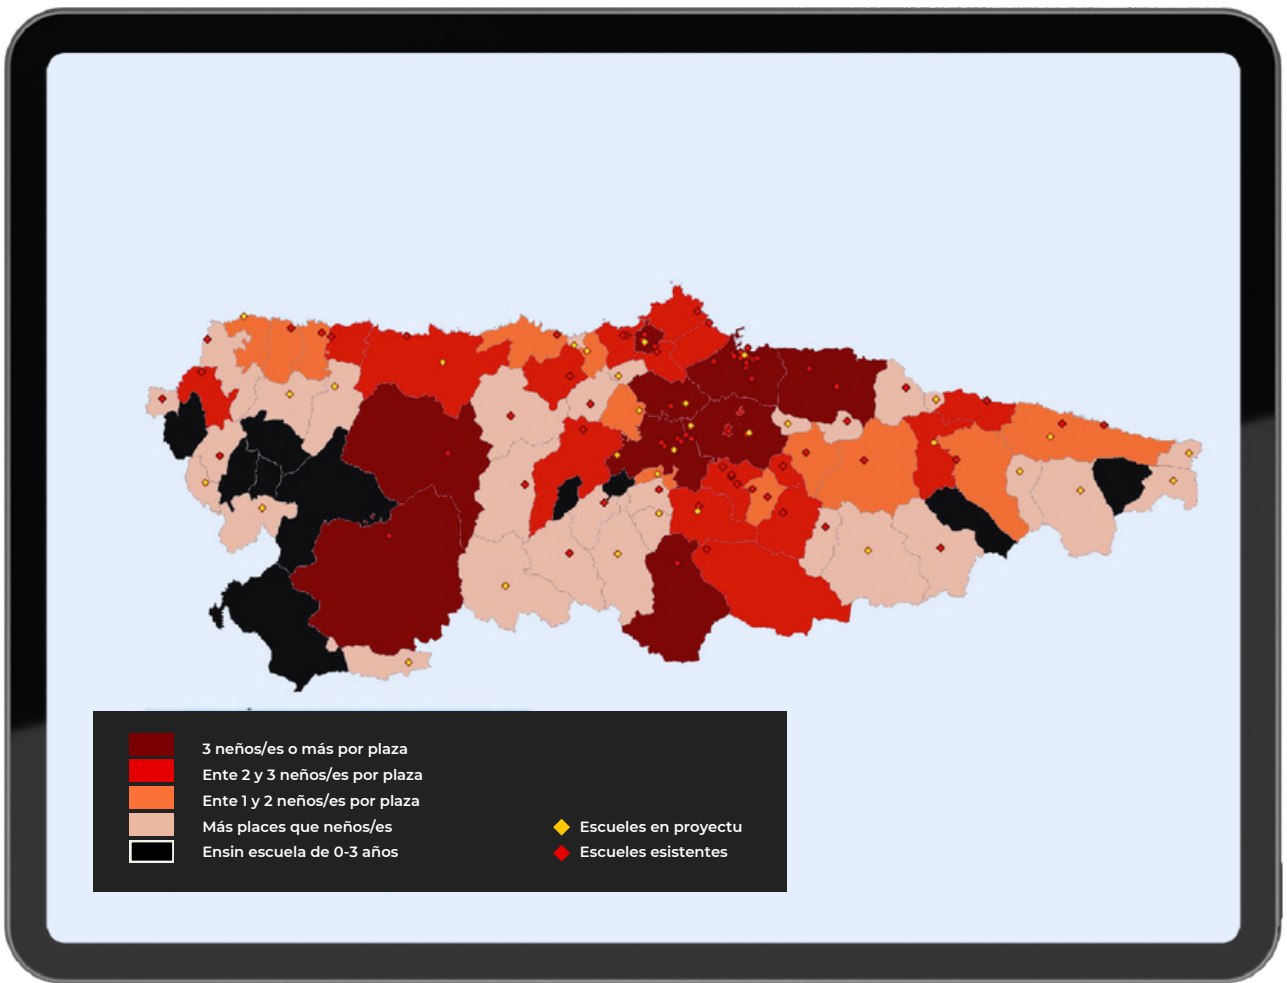 3 neños/es o más por plaza
Ente 2 y 3 neños/es por plaza
Ente 1 y 2 neños/es por plaza
Más places que neños/es
Ensin escuela de 0-3 años
Escueles en proyectu
Escueles esistentes